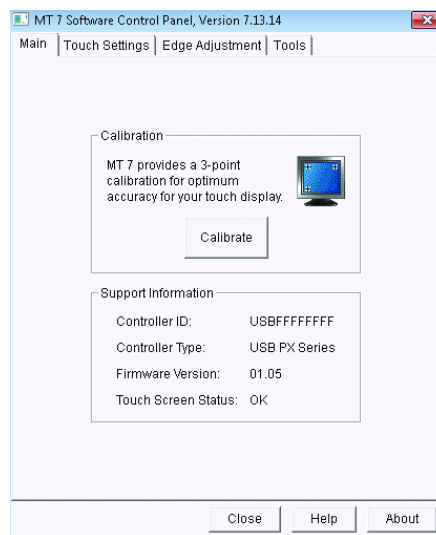 MT 7 Software Control Panel, Version 7.13.14
Main Touch Settings Edge Adjustment Tools
Calibration
MT 7 provides a 3-point
calibration for optimum
accuracy for your touch display.
Calibrate
Support Information
Controller ID: USBFFFFFFFF
Controller Type: USB PX Series
Firmware Version: 01.05
Touch Screen Status: OK
Close Help About